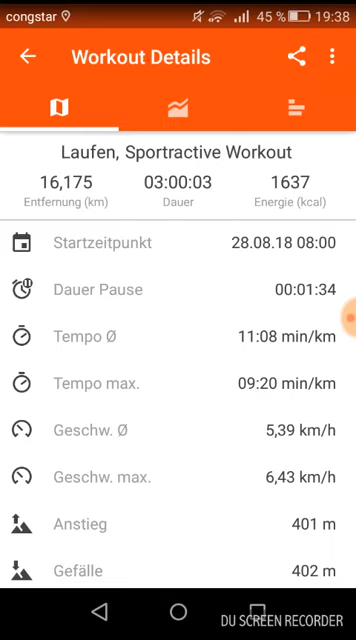 congstar 45 % 19:38
Workout Details
Laufen, Sportractive Workout
16,175 03:00:03 1637
Entfernung (km) Dauer Energie (kcal)
Startzeitpunkt 28.08.18 08:00
Dauer Pause 00:01:34
Tempo Ø 11:08 min/km
Tempo max. 09:20 min/km
Geschw. Ø 5,39 km/h
Geschw. max. 6,43 km/h
Anstieg 401 m
Gefälle 402 m
DU SCREEN RECORDER